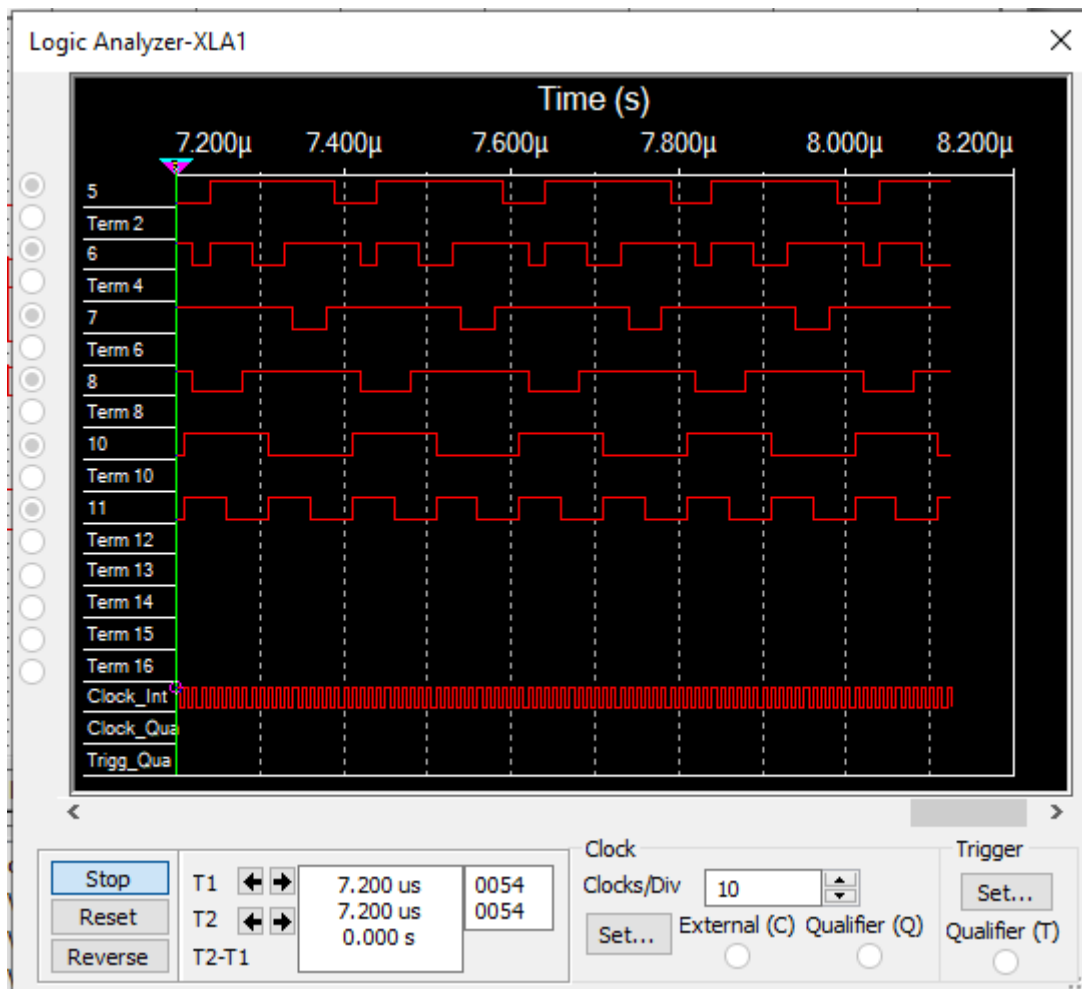 Logic Analyzer-XLA1
Time (s)
7.200µ 7.400µ 7.600µ 7.800µ 8.000µ 8.200µ
5
Term 2
6
Term 4
7
Term 6
8
Term 8
10
Term 10
11
Term 12
Term 13
Term 14
Term 15
Term 16
Clock_Int
Clock_Qua
Trigg_Qua
Stop
Reset
Reverse
T1 7.200 us 0054
T2 7.200 us 0054
T2-T1 0.000 s
Clock
Clocks/Div 10
Set... External (C) Qualifier (Q)
Trigger
Set...
Qualifier (T)